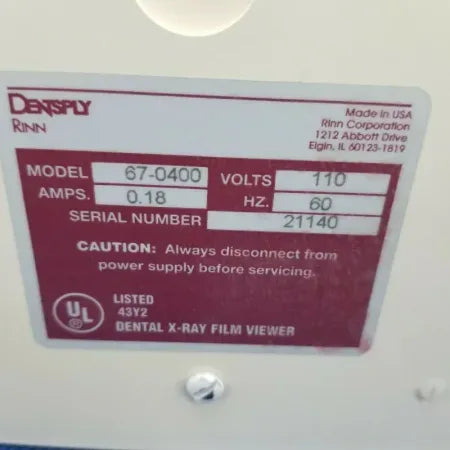 DENTSPLY
RINN
Made in USA
Rinn Corporation
1212 Abbott Drive
Elgin, IL 60123-1819
MODEL 67-0400 VOLTS 110
AMPS. 0.18 HZ. 60
SERIAL NUMBER 21140
CAUTION: Always disconnect from
power supply before servicing.
UL
®
LISTED
43Y2
DENTAL X-RAY FILM VIEWER